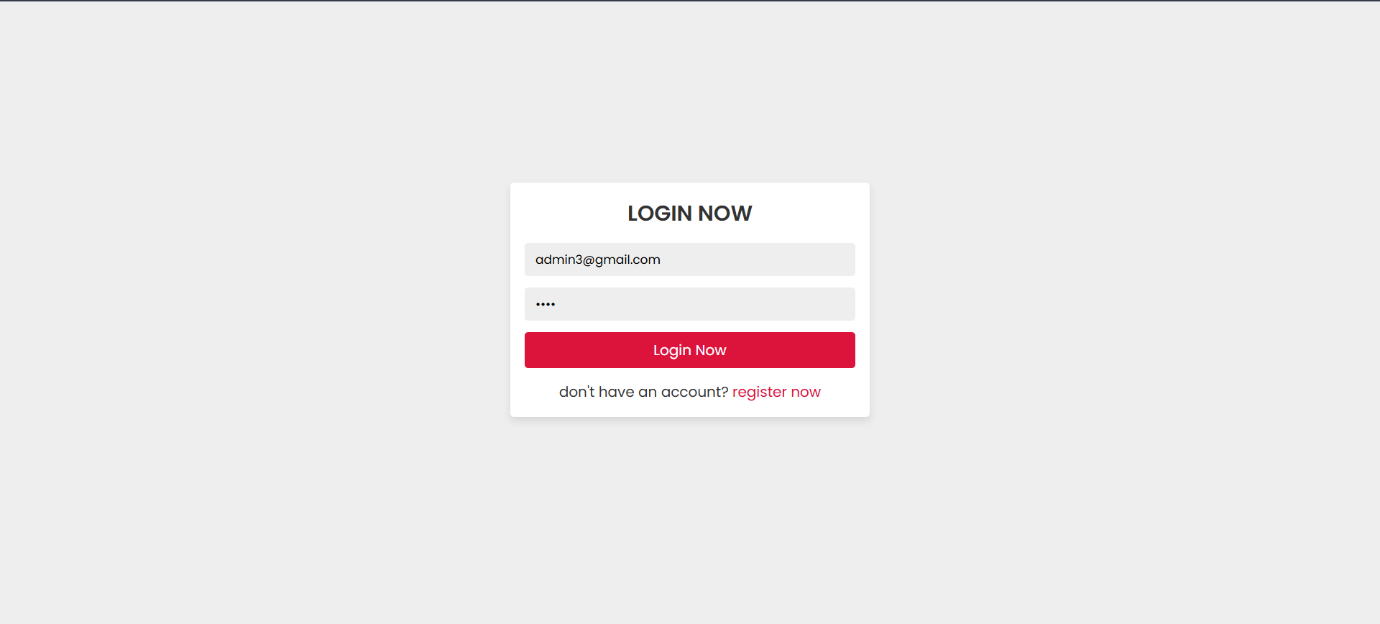 LOGIN NOW
admin3@gmail.com
••••
Login Now
don't have an account? register now